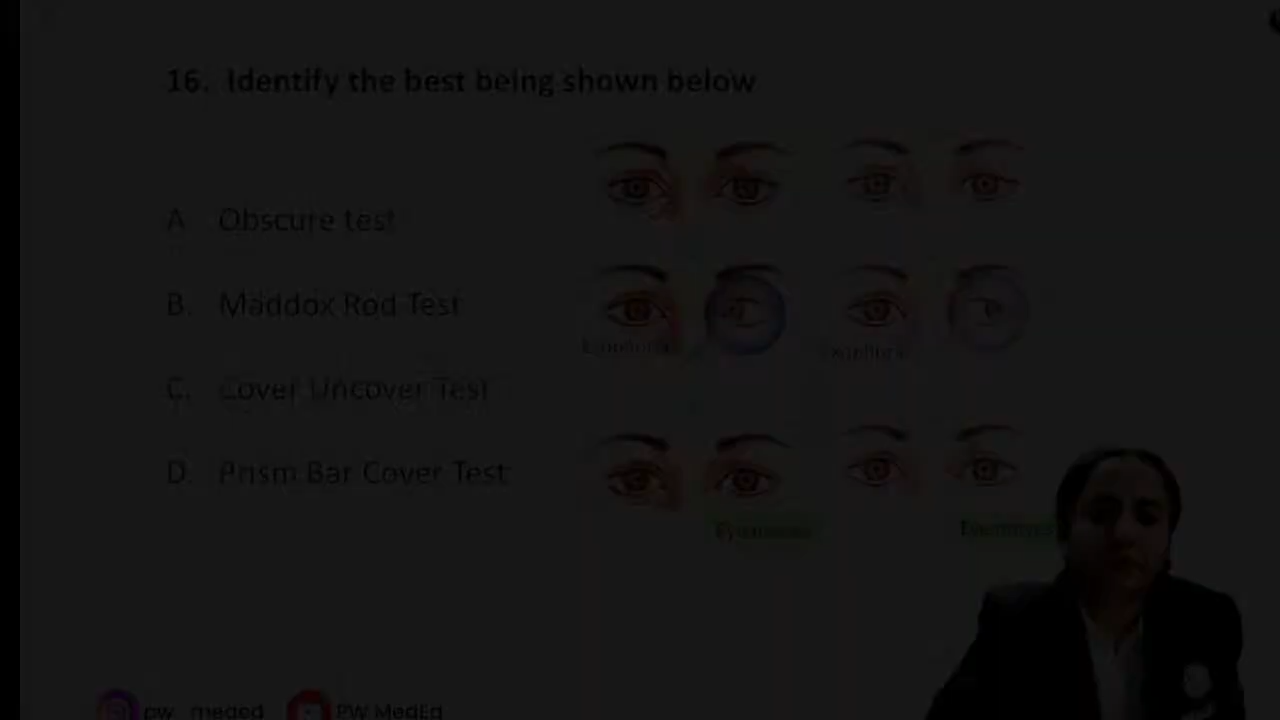 16. Identify the best being shown below
A. Obscure test
B. Maddox Rod Test
C. Cover Uncover Test
D. Prism Bar Cover Test
Exophoria
pw_meded
PW MedEd